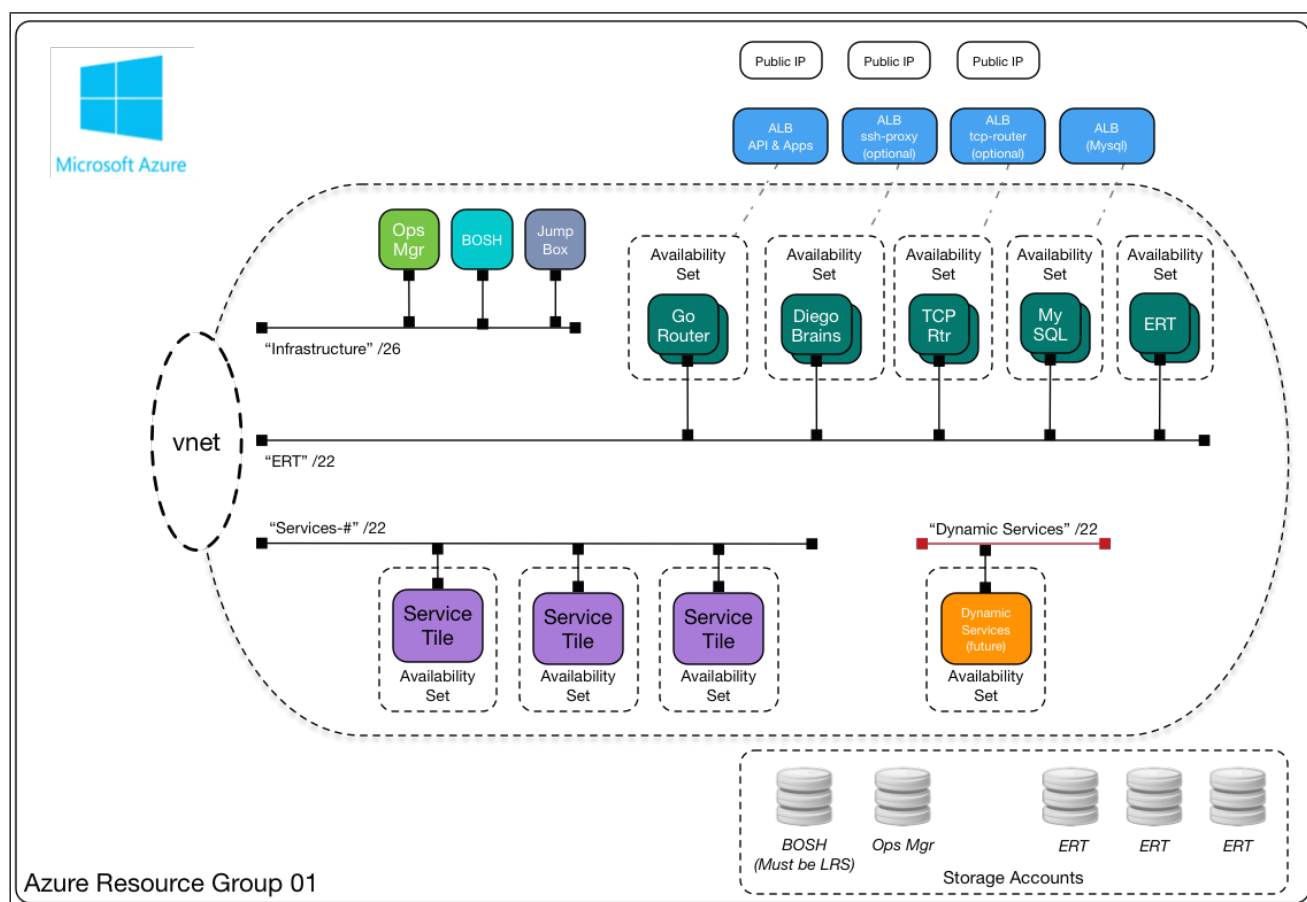 Microsoft Azure
Public IP
Public IP
Public IP
ALB
API & Apps
ALB
ssh-proxy
(optional)
ALB
tcp-router
(optional)
ALB
(Mysql)
Ops
Mgr
BOSH
Jump
Box
Availability
Set
Go
Router
Availability
Set
Diego
Brains
Availability
Set
TCP
Rtr
Availability
Set
My
SQL
Availability
Set
ERT
“Infrastructure” /26
vnet
“ERT” /22
“Services-#” /22
“Dynamic Services” /22
Service
Tile
Availability
Set
Service
Tile
Availability
Set
Service
Tile
Availability
Set
Dynamic
Services
(future)
Availability
Set
BOSH
(Must be LRS)
Ops Mgr
ERT
ERT
ERT
Storage Accounts
Azure Resource Group 01